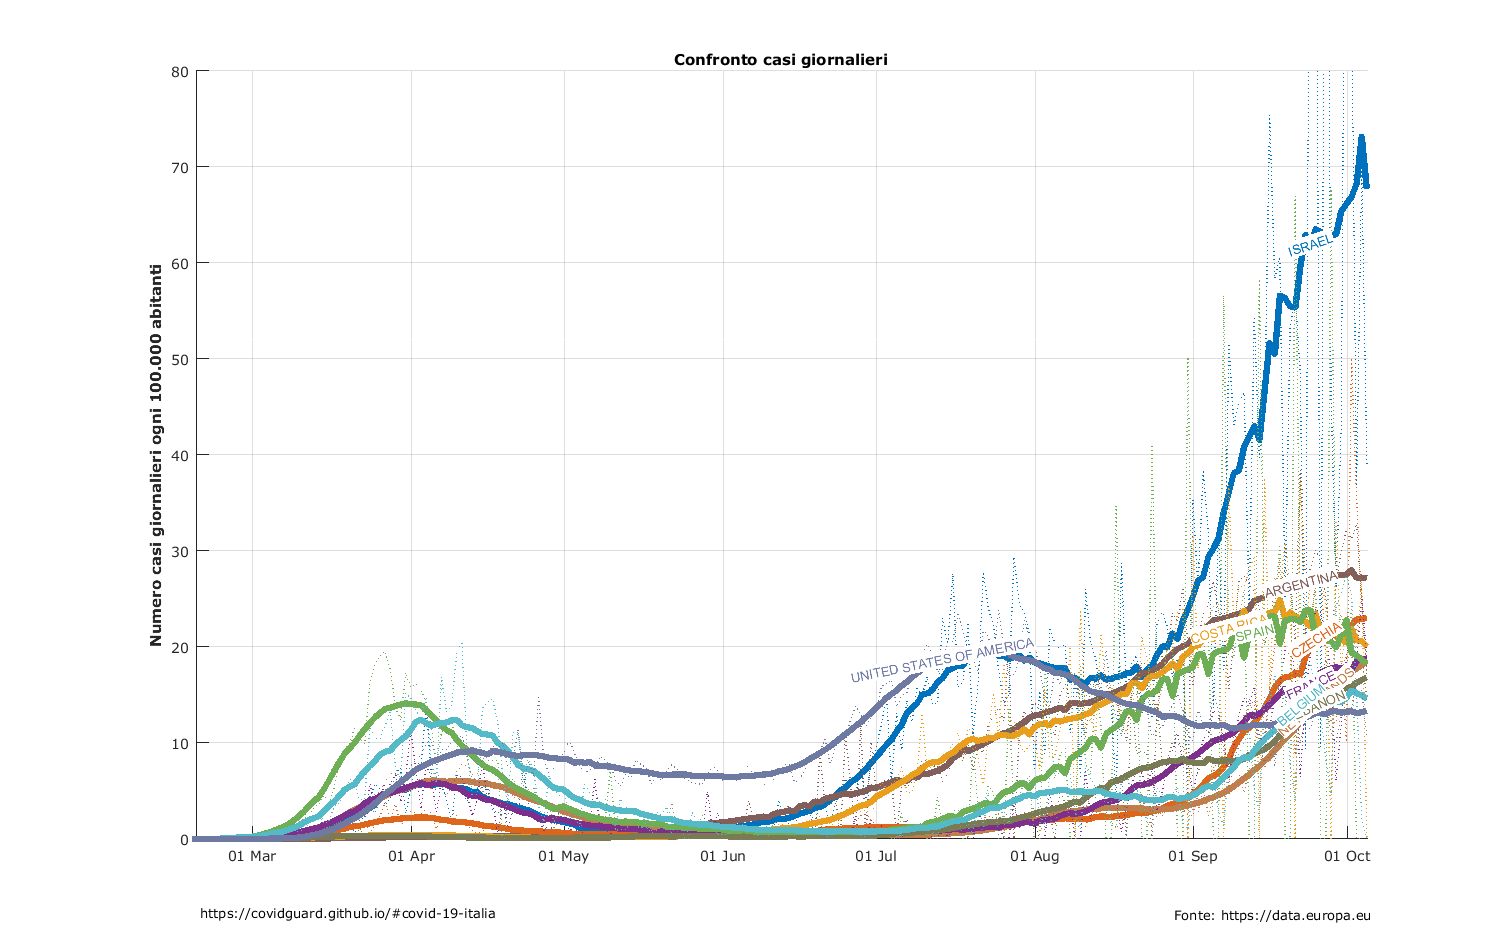 Confronto casi giornalieri
Numero casi giornalieri ogni 100.000 abitanti
80
70
60
50
40
30
20
10
0
ISRAEL
ARGENTINA
COSTA RICA
SPAIN
CZECHIA
UNITED STATES OF AMERICA
FRANCE
BELGIUM
01 Mar
01 Apr
01 May
01 Jun
01 Jul
01 Aug
01 Sep
01 Oct
https://covidguard.github.io/#covid-19-italia
Fonte: https://data.europa.eu